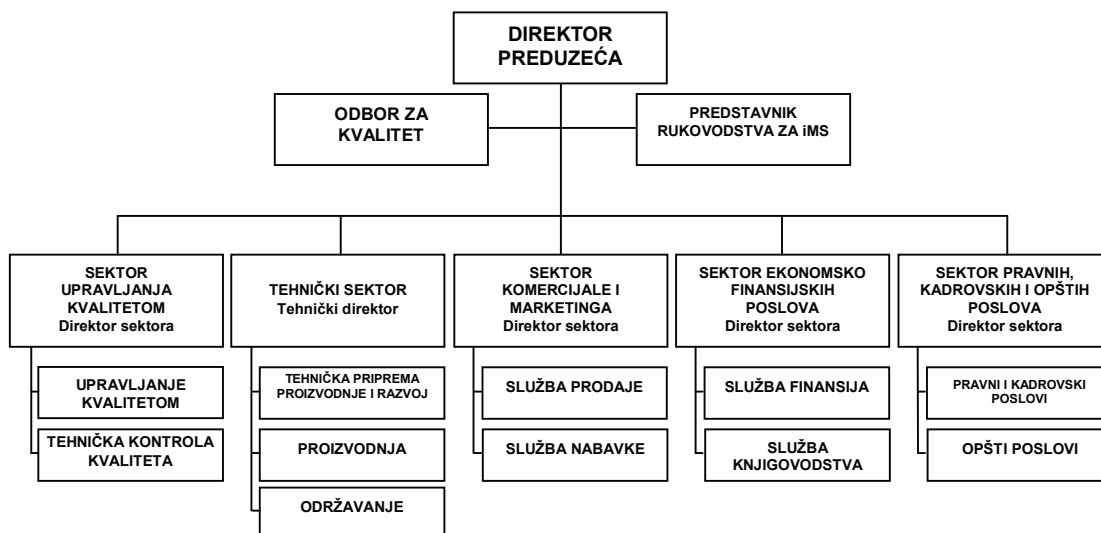 DIREKTOR
PREDUZEĆA
ODBOR ZA
KVALITET
PREDSTAVNIK
RUKOVODSTVA ZA iMS
SEKTOR
UPRAVLJANJA
KVALITETOM
Direktor sektora
TEHNIČKI SEKTOR
Tehnički direktor
SEKTOR
KOMERCIJALE I
MARKETINGA
Direktor sektora
SEKTOR EKONOMSKO
FINANSIJSKIH
POSLOVA
Direktor sektora
SEKTOR PRAVNIH,
KADROVSKIH I OPŠTIH
POSLOVA
Direktor sektora
UPRAVLJANJE
KVALITETOM
TEHNIČKA KONTROLA
KVALITETA
TEHNIČKA PRIPREMA
PROIZVODNJE I RAZVOJ
PROIZVODNJA
ODRŽAVANJE
SLUŽBA PRODAJE
SLUŽBA NABAVKE
SLUŽBA FINANSIJA
SLUŽBA
KNJIGOVODSTVA
PRAVNI I KADROVSKI
POSLOVI
OPŠTI POSLOVI